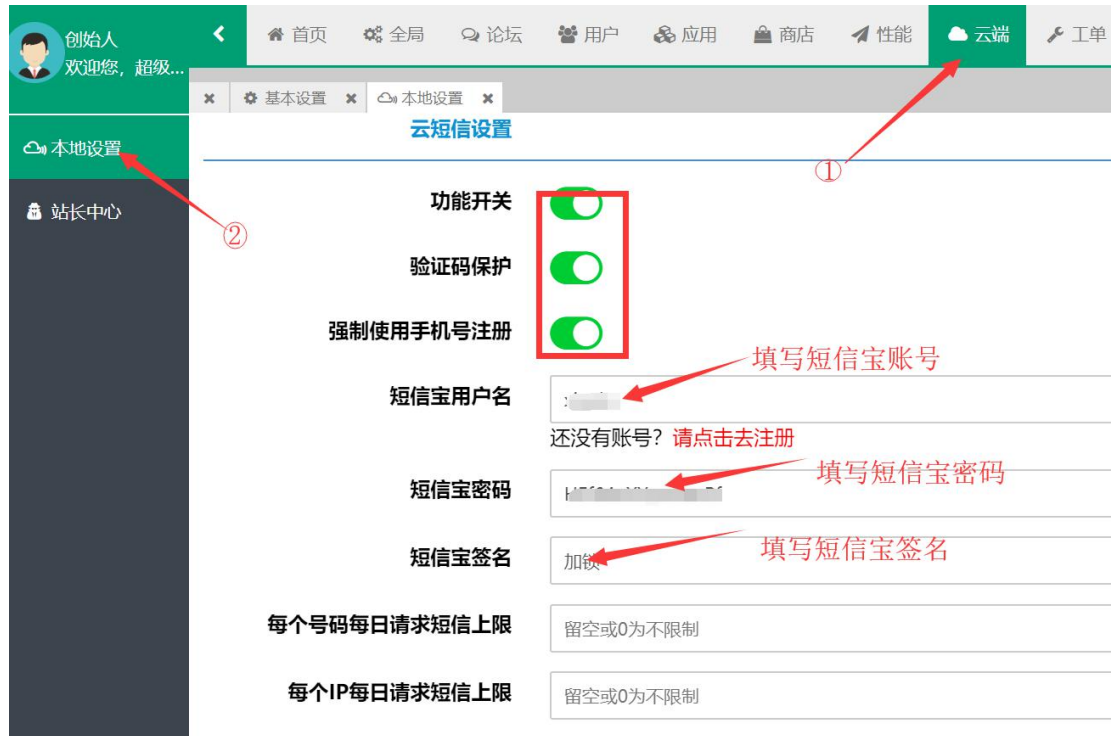 创始人
欢迎您，超级...
首页 全局 论坛 用户 应用 商店 性能 云端 工单
基本设置 本地设置
本地设置
站长中心
云短信设置
①
②
功能开关
验证码保护
强制使用手机号注册
填写短信宝账号
短信宝用户名
还没有账号？请点击去注册
填写短信宝密码
短信宝密码
填写短信宝签名
短信宝签名 加锁
每个号码每日请求短信上限 留空或0为不限制
每个IP每日请求短信上限 留空或0为不限制